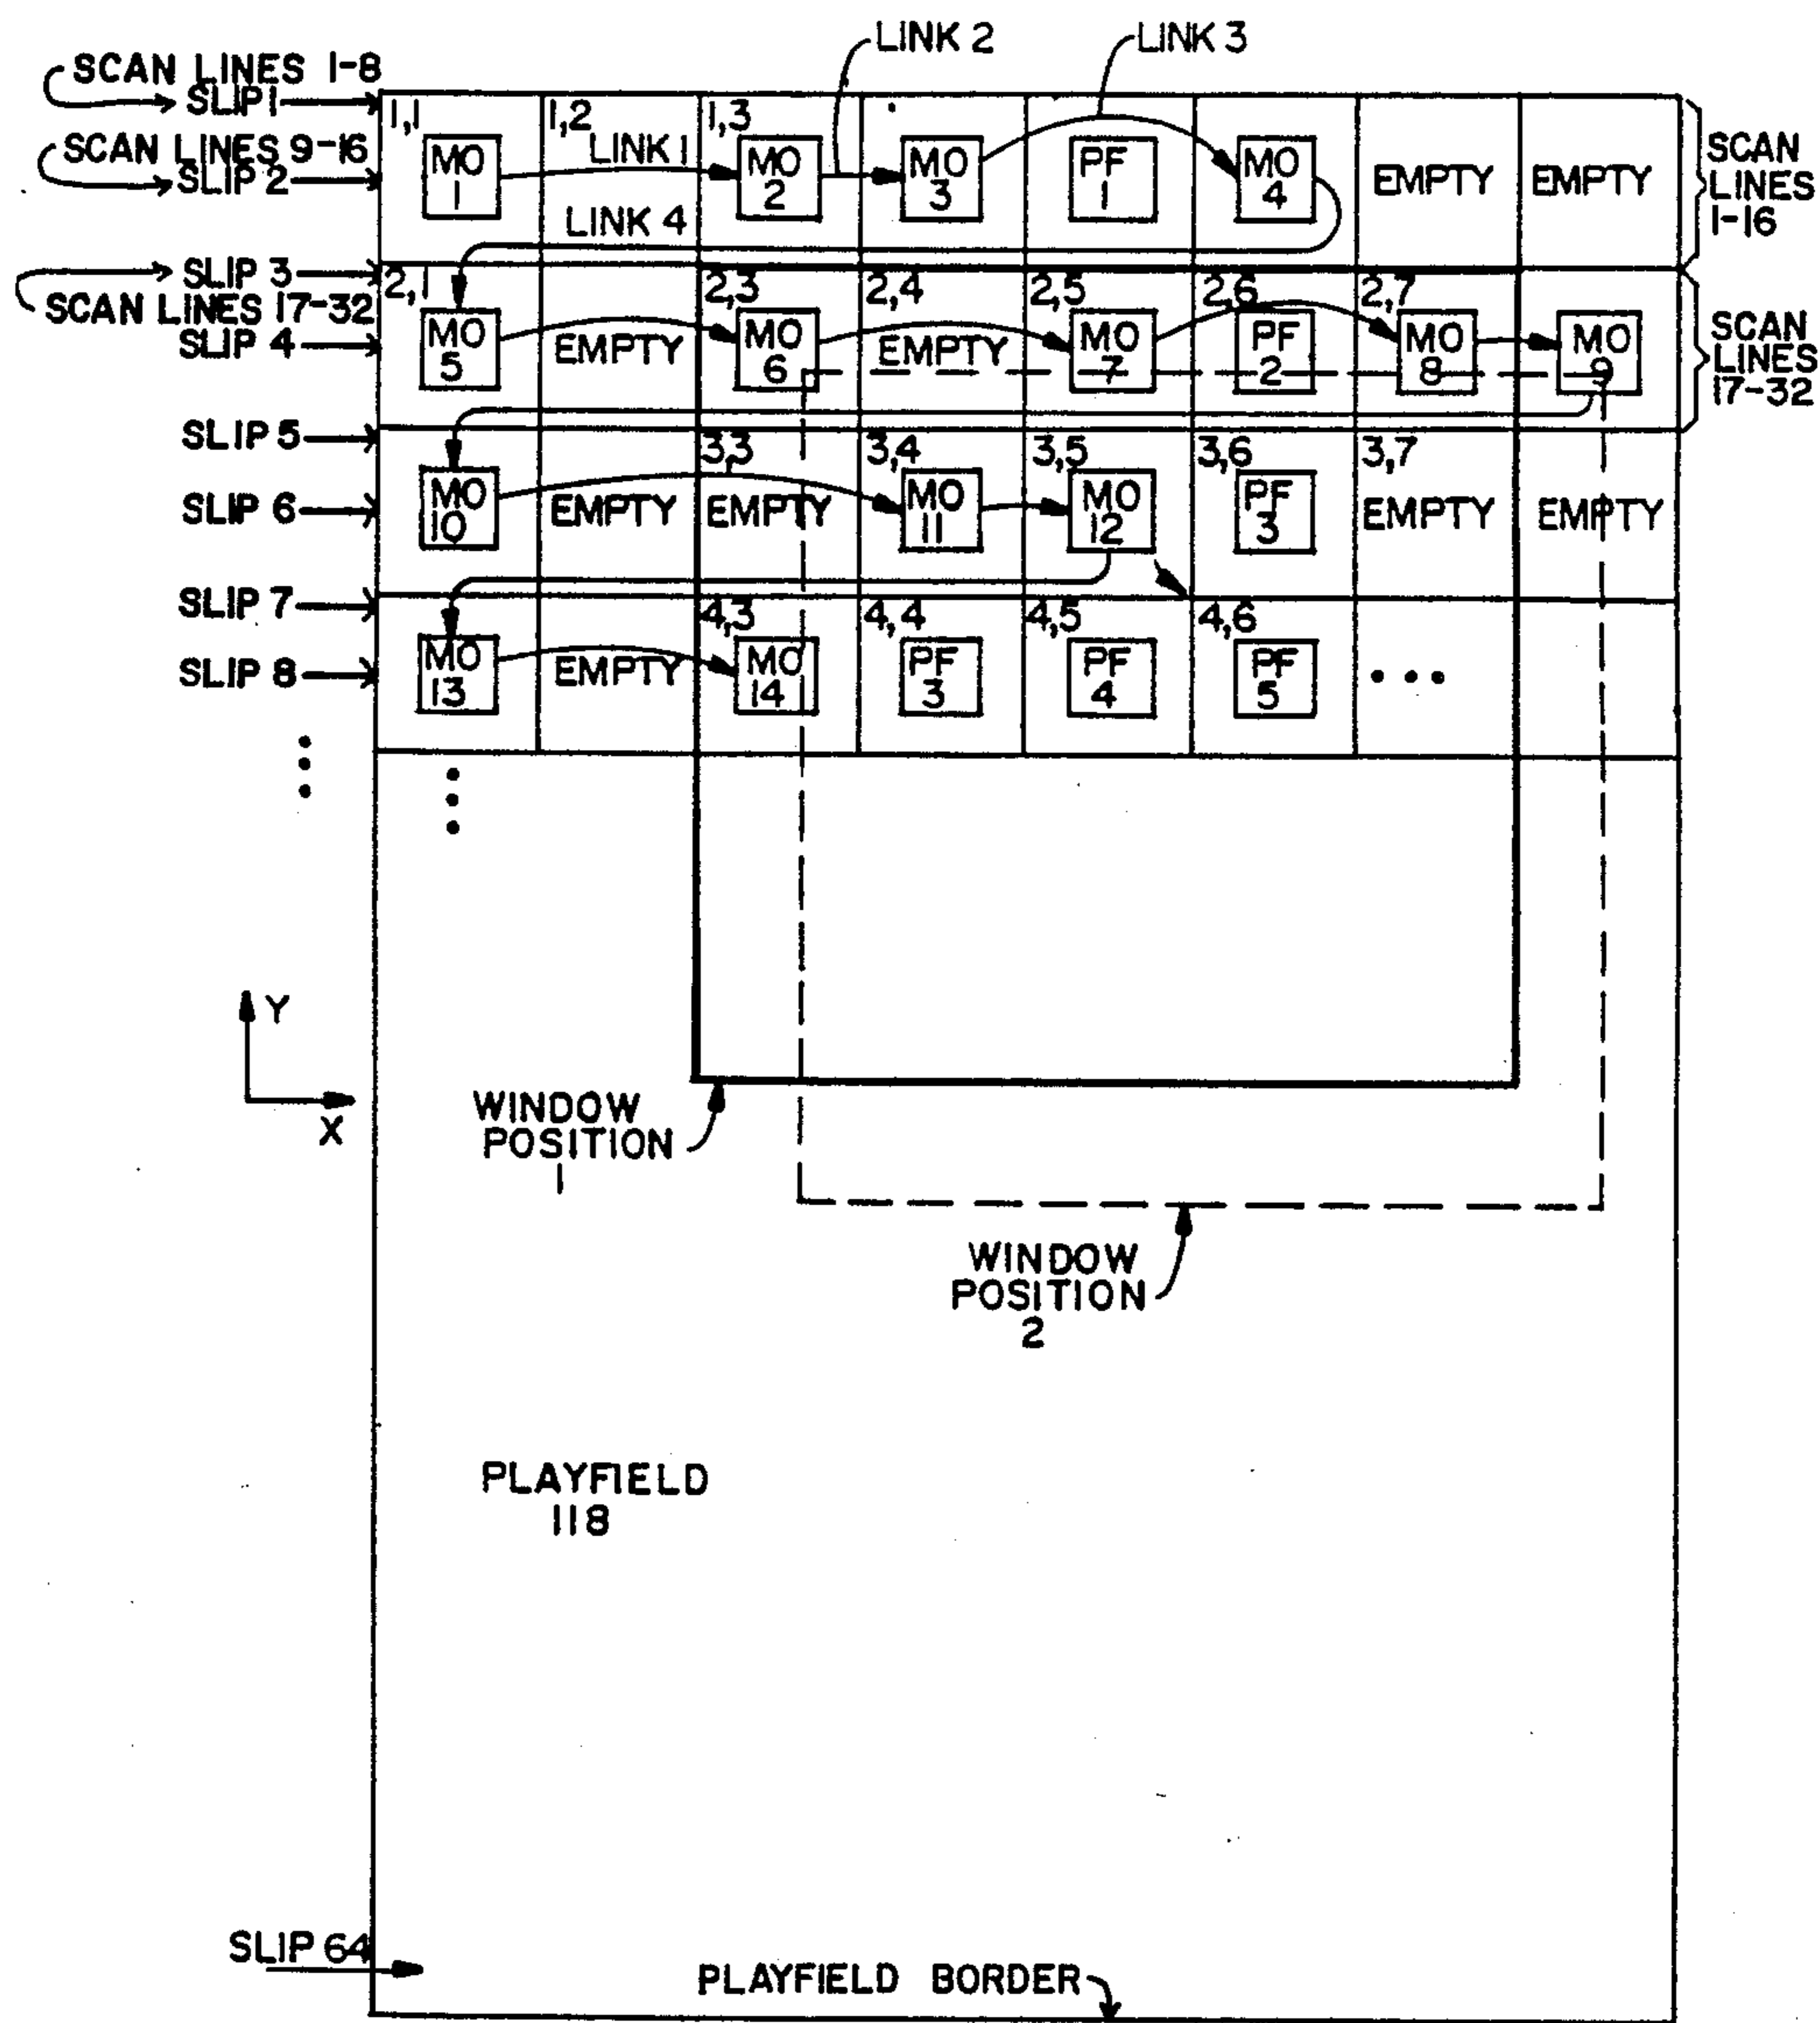 LINK 2
LINK 3
SCAN LINES 1-8
SLIP 1
1,1
1,2
1,3
SCAN LINES 9-16
SLIP 2
MO 1
LINK 1
MO 2
MO 3
PF 1
MO 4
EMPTY
EMPTY
SCAN LINES 1-16
LINK 4
SLIP 3
SCAN LINES 17-32
SLIP 4
2,1
2,3
2,4
2,5
2,6
2,7
MO 5
EMPTY
MO 6
EMPTY
MO 7
PF 2
MO 8
MO 9
SCAN LINES 17-32
SLIP 5
3,3
3,4
3,5
3,6
3,7
SLIP 6
MO 10
EMPTY
EMPTY
MO 11
MO 12
PF 3
EMPTY
EMPTY
SLIP 7
4,3
4,4
4,5
4,6
SLIP 8
MO 13
EMPTY
MO 14
PF 3
PF 4
PF 5
Y
X
WINDOW
POSITION
1
WINDOW
POSITION
2
PLAYFIELD
118
SLIP 64
PLAYFIELD BORDER